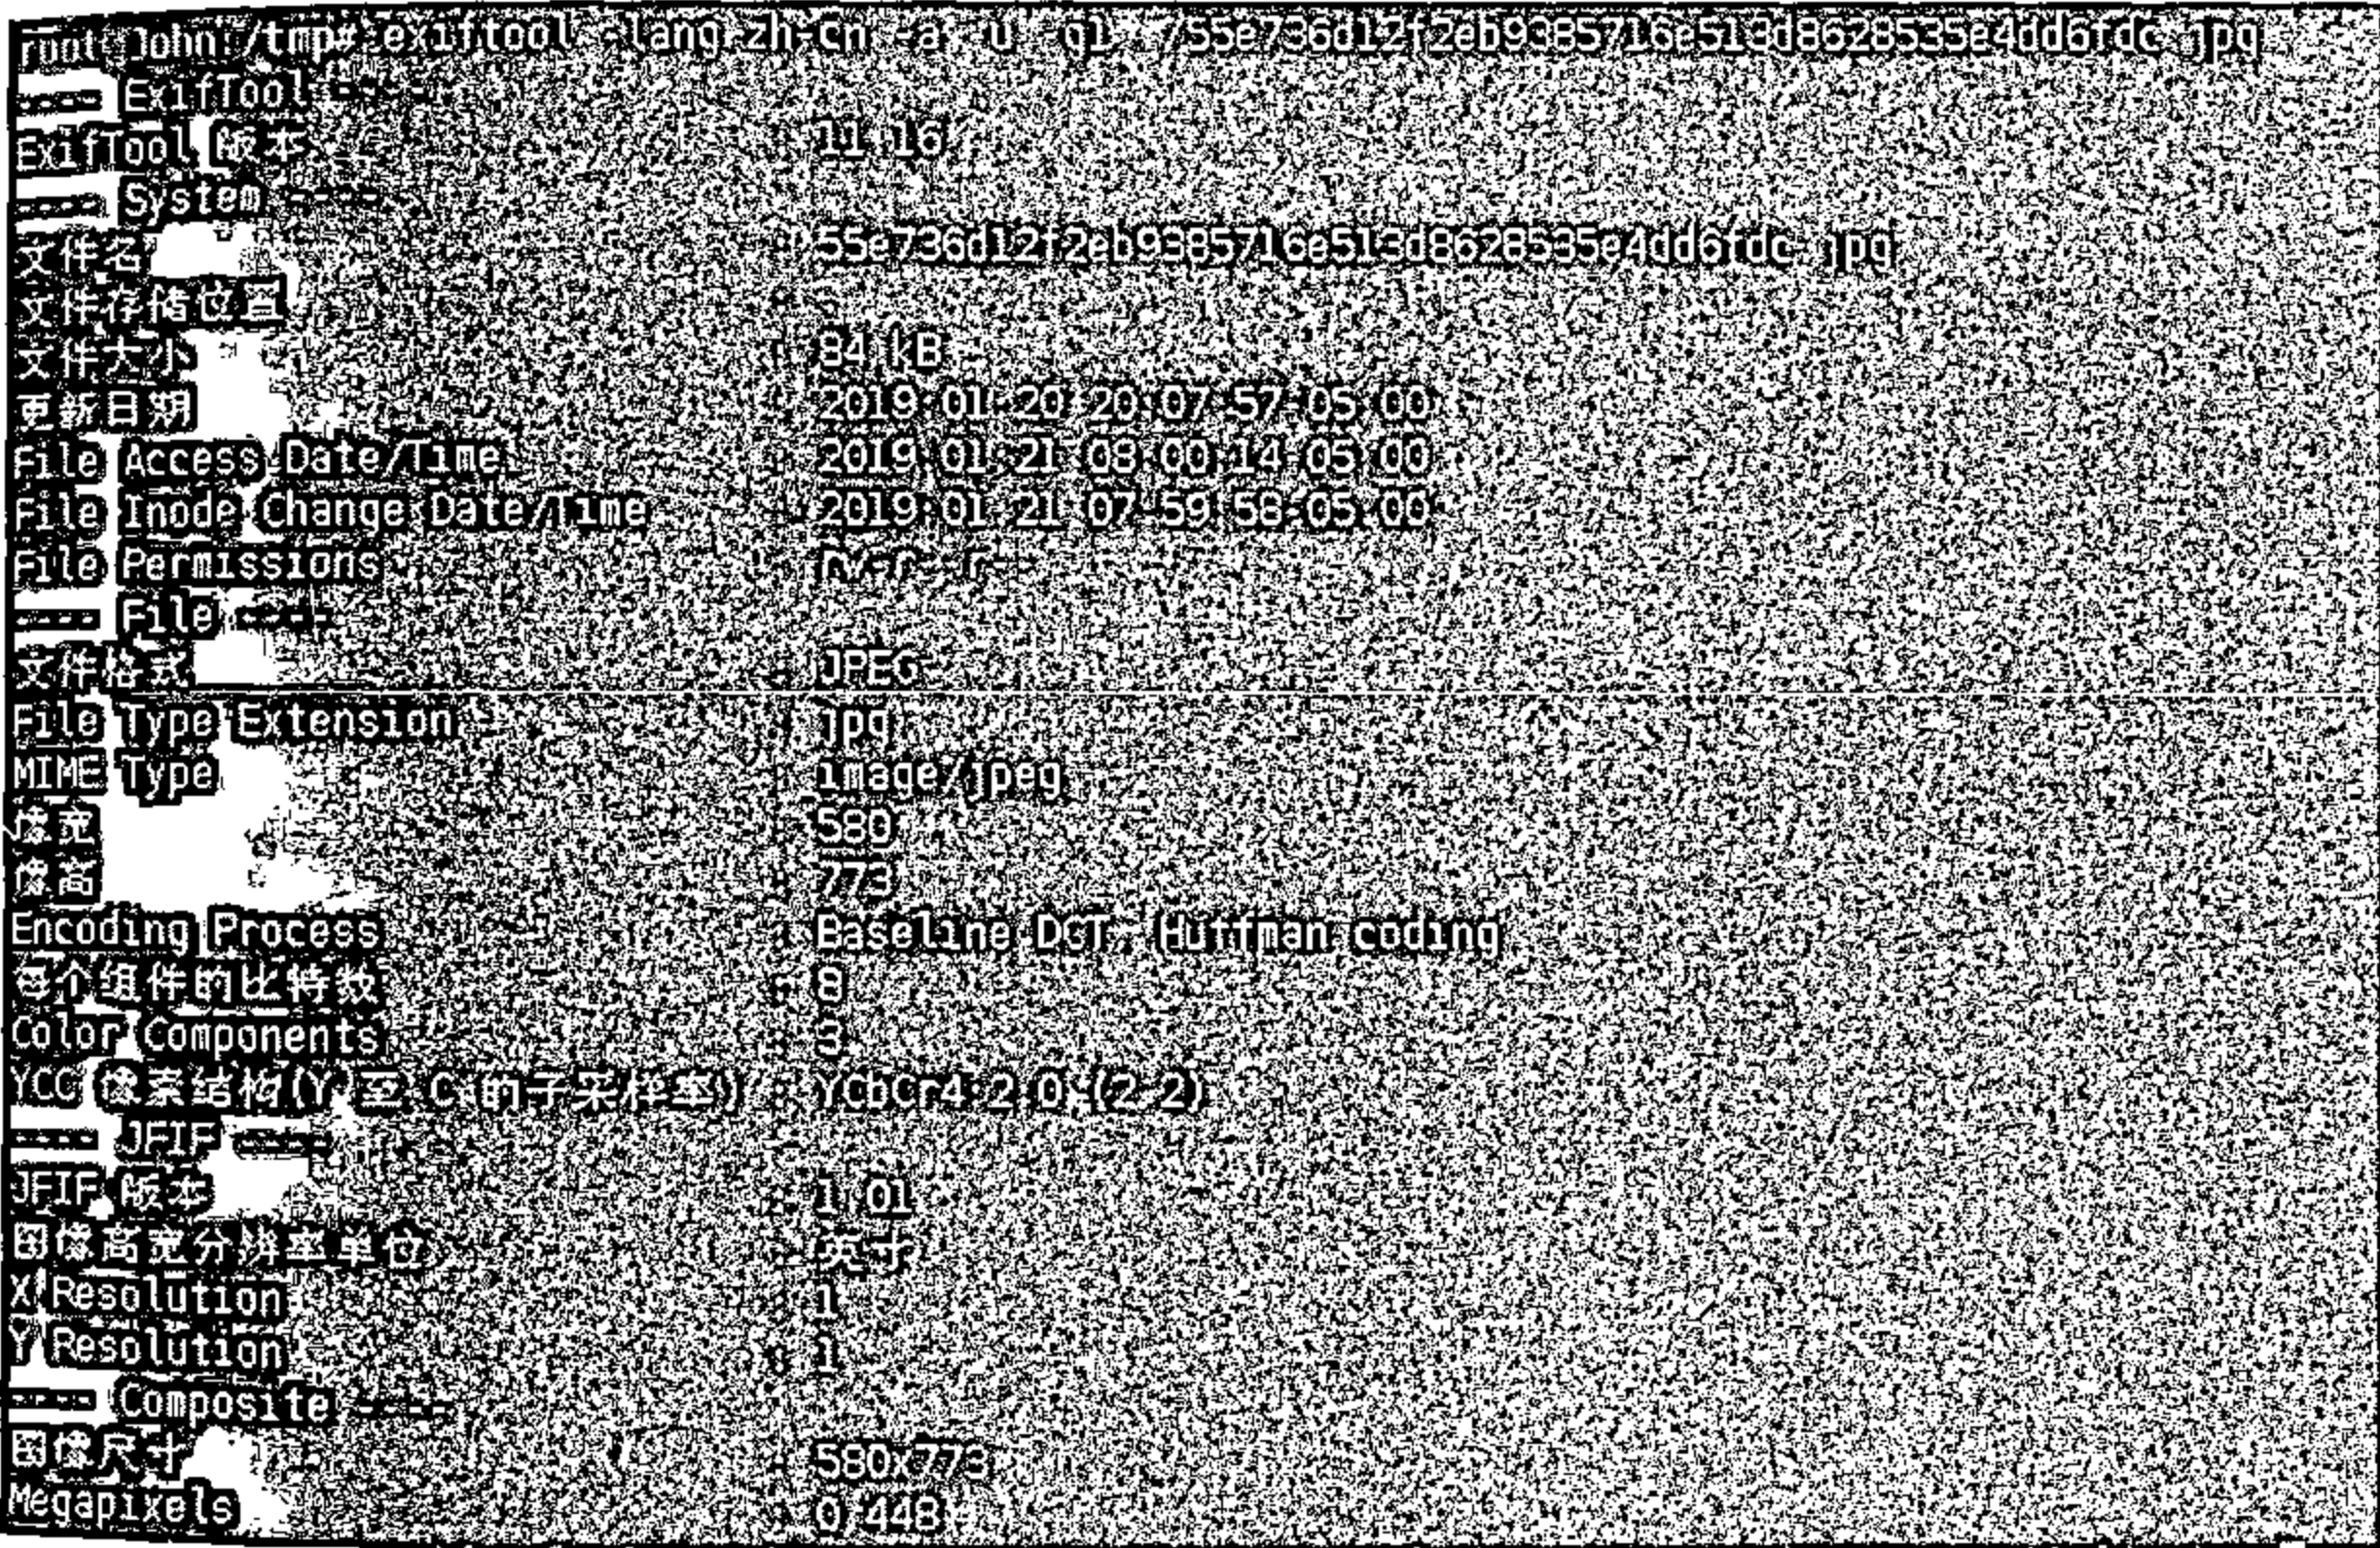 root@John:/tmp# exiftool -lang zh-cn -a -u -g1 ./55e736d12f2eb9385716e513d8628535e4dd6fdc.jpg
---- ExifTool ----
ExifTool 版本 : 11.16
---- System ----
文件名 : 55e736d12f2eb9385716e513d8628535e4dd6fdc.jpg
文件存储位置 :
文件大小 : 84 kB
更新日期 : 2019:01:20 20:07:57-05:00
File Access Date/Time : 2019:01:21 08:00:14-05:00
File Inode Change Date/Time : 2019:01:21 07:59:58-05:00
File Permissions : rw-r--r--
---- File ----
文件格式 : JPEG
File Type Extension : jpg
MIME Type : image/jpeg
像宽 : 580
像高 : 773
Encoding Process : Baseline DCT, Huffman coding
每个组件的比特数 : 8
Color Components : 3
YCC 像素结构(Y 至 C 的子采样率) : YCbCr4:2:0 (2 2)
---- JFIF ----
JFIF 版本 : 1.01
图像高宽分辨率单位 : 英寸
X Resolution : 1
Y Resolution : 1
---- Composite ----
图像尺寸 : 580x773
Megapixels : 0.448